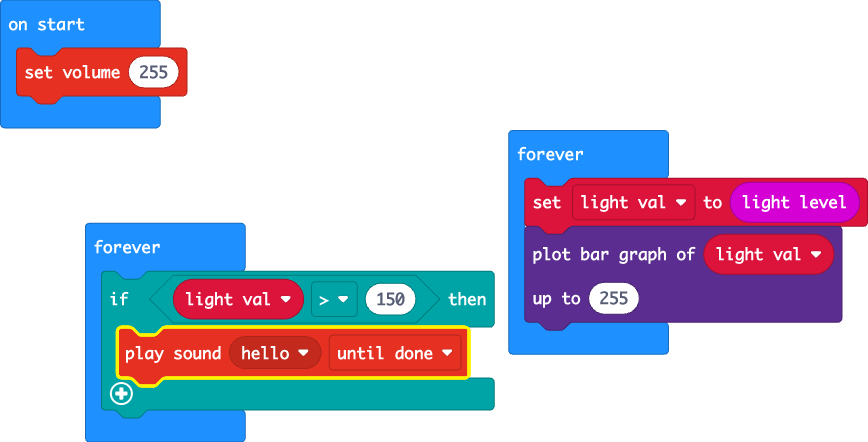 on start
set volume 255
forever
set light val to light level
plot bar graph of light val
up to 255
forever
if light val > 150 then
play sound hello until done